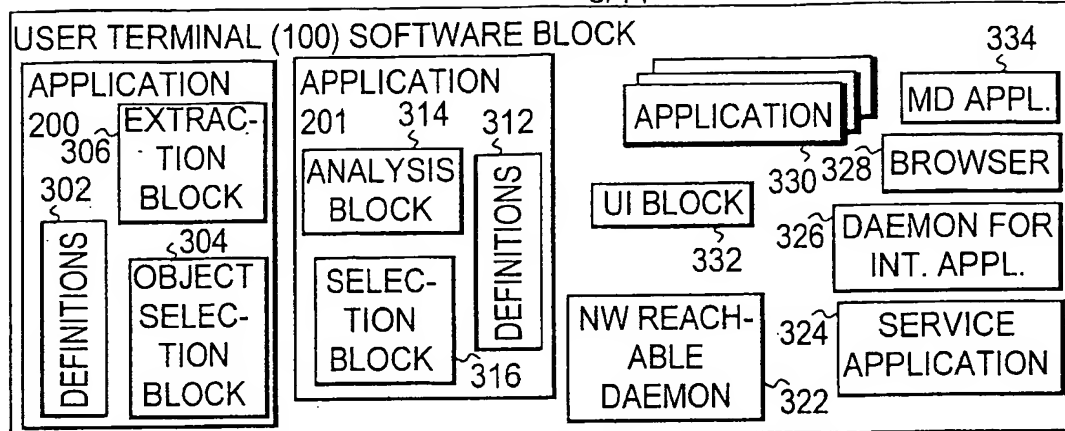 USER TERMINAL (100) SOFTWARE BLOCK
APPLICATION
200
306
EXTRAC-
TION
BLOCK
302
DEFINITIONS
304
OBJECT
SELEC-
TION
BLOCK
APPLICATION
201
314
312
ANALYSIS
BLOCK
DEFINITIONS
SELEC-
TION
BLOCK
316
APPLICATION
330
UI BLOCK
332
NW REACH-
ABLE
DAEMON
322
334
MD APPL.
328
BROWSER
326
DAEMON FOR
INT. APPL.
324
SERVICE
APPLICATION